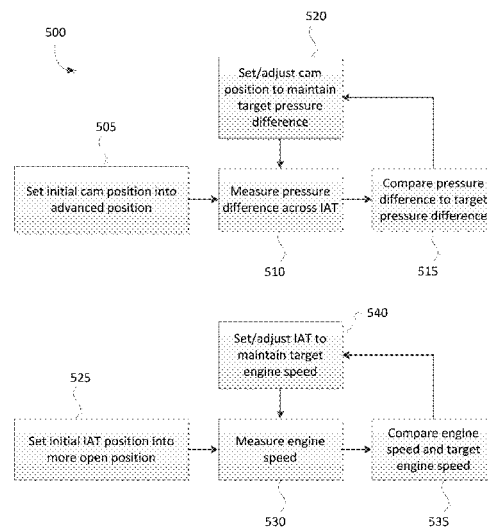 500
520
Set/adjust cam
position to maintain
target pressure
difference
505
Set initial cam position into
advanced position
Measure pressure
difference across IAT
Compare pressure
difference to target
pressure difference
510
515
540
Set/adjust IAT to
maintain target
engine speed
525
Set initial IAT position into
more open position
Measure engine
speed
Compare engine
speed and target
engine speed
530
535